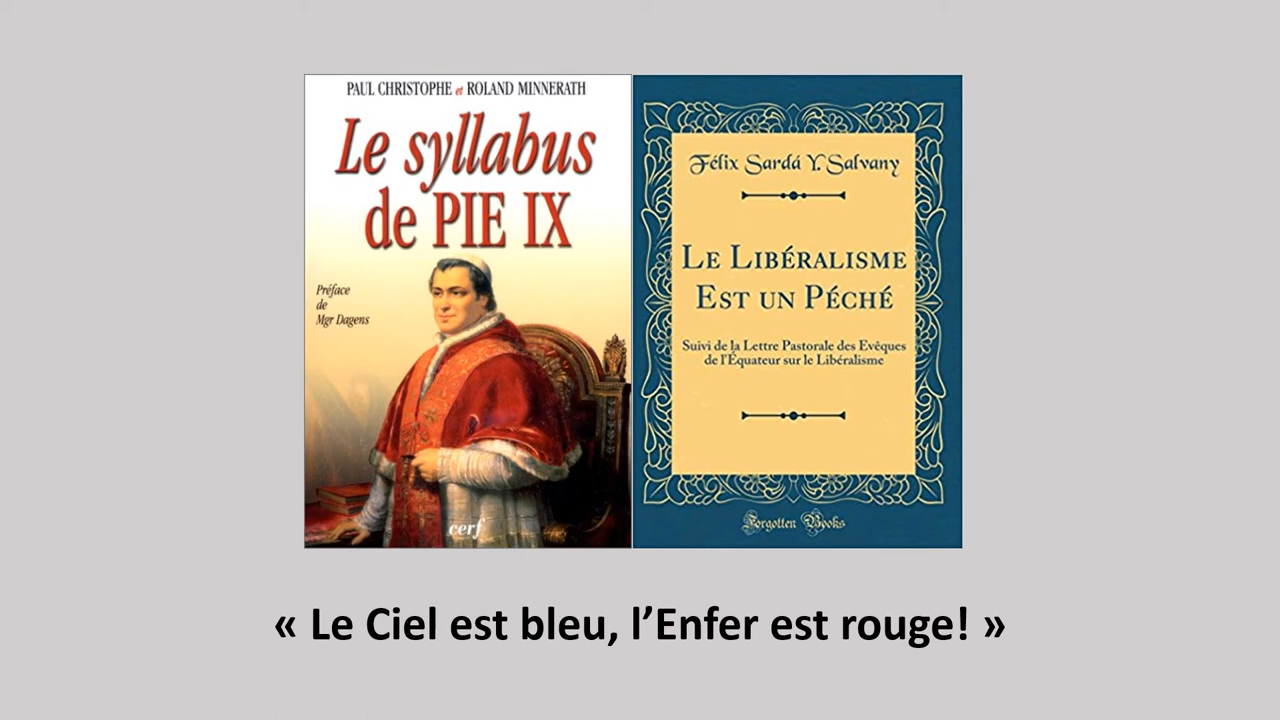 PAUL CHRISTOPHE et ROLAND MINNERATH
Le syllabus
de PIE IX
Préface
de
Mgr Dagens
cerf
Félix Sardá Y. Salvany
Le Libéralisme
Est un Péché
Suivi de la Lettre Pastorale des Evêques
de l'Équateur sur le Libéralisme
Forgotten Books
« Le Ciel est bleu, l’Enfer est rouge! »